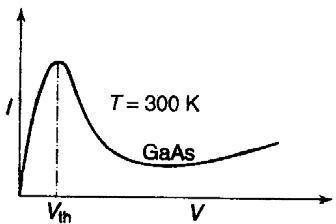 T = 300 K
I
GaAs
V_th
V